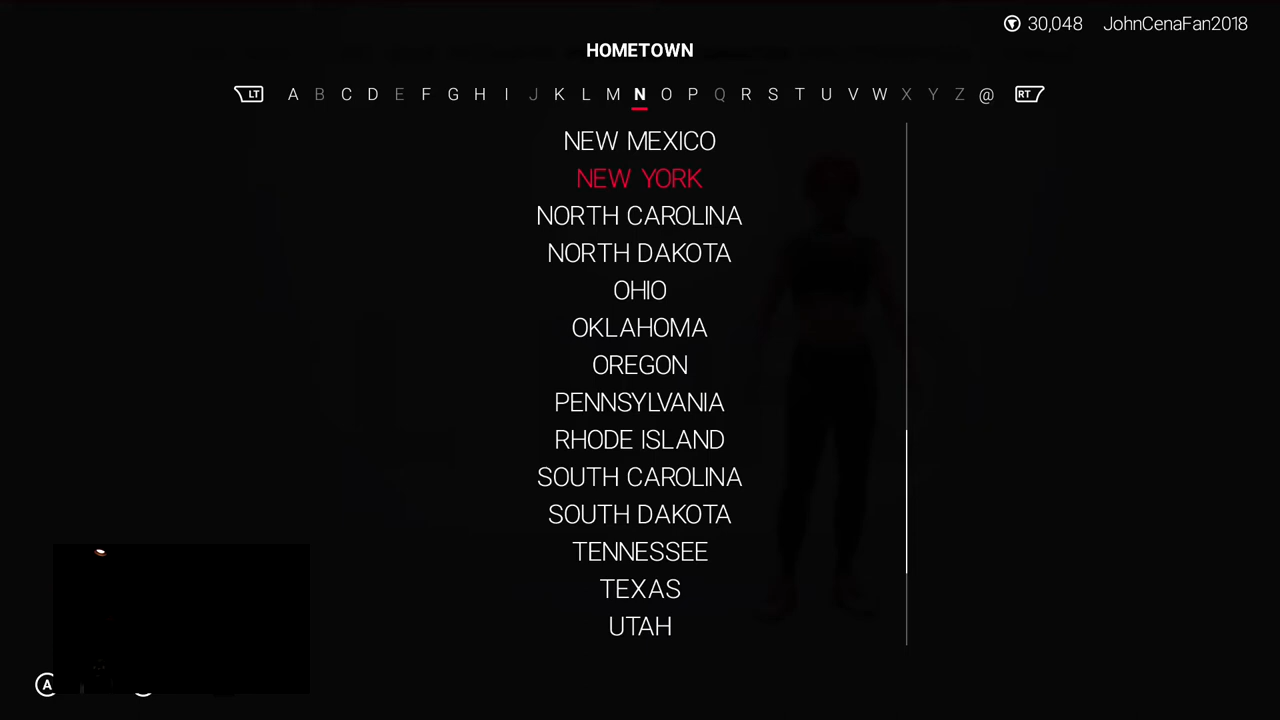 30,048 JohnCenaFan2018
HOMETOWN
LT A B C D E F G H I J K L M N O P Q R S T U V W X Y Z @ RT
NEW MEXICO
NEW YORK
NORTH CAROLINA
NORTH DAKOTA
OHIO
OKLAHOMA
OREGON
PENNSYLVANIA
RHODE ISLAND
SOUTH CAROLINA
SOUTH DAKOTA
TENNESSEE
TEXAS
UTAH
A